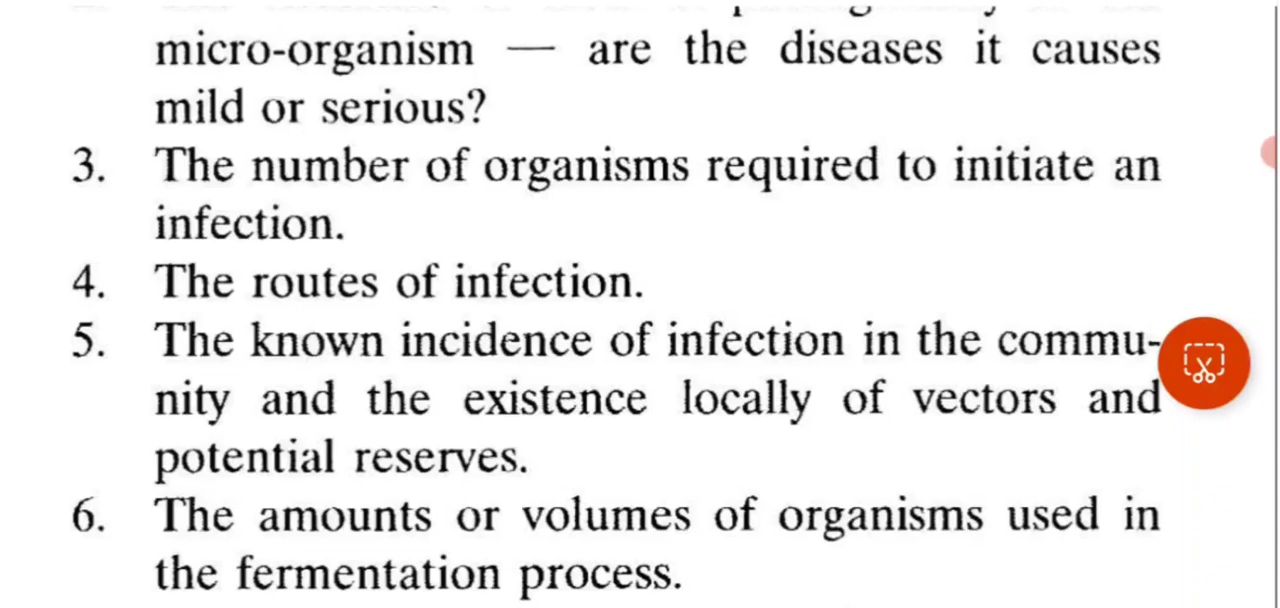 micro-organism — are the diseases it causes
mild or serious?
3. The number of organisms required to initiate an
infection.
4. The routes of infection.
5. The known incidence of infection in the commu-
nity and the existence locally of vectors and
potential reserves.
6. The amounts or volumes of organisms used in
the fermentation process.